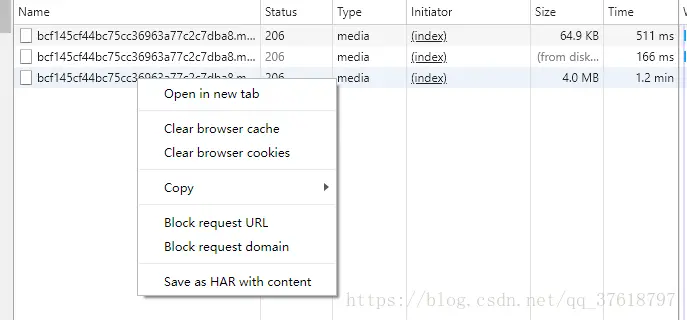 Name Status Type Initiator Size Time W
bcf145cf44bc75cc36963a77c2c7dba8.m... 206 media (index) 64.9 KB 511 ms
bcf145cf44bc75cc36963a77c2c7dba8.m... 206 media (index) (from disk... 166 ms
bcf145cf44bc75cc36963a77c2c7dba8.m... 206 media (index) 4.0 MB 1.2 min
Open in new tab
Clear browser cache
Clear browser cookies
Copy
Block request URL
Block request domain
Save as HAR with content
https://blog.csdn.net/qq_37618797